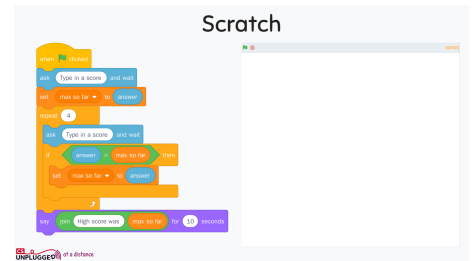 Scratch
when clicked
ask Type in a score and wait
set max so far to answer
repeat 4
ask Type in a score and wait
if answer > max so far then
set max so far to answer
say join High score was max so far for 10 seconds
CS UNPLUGGED at a distance